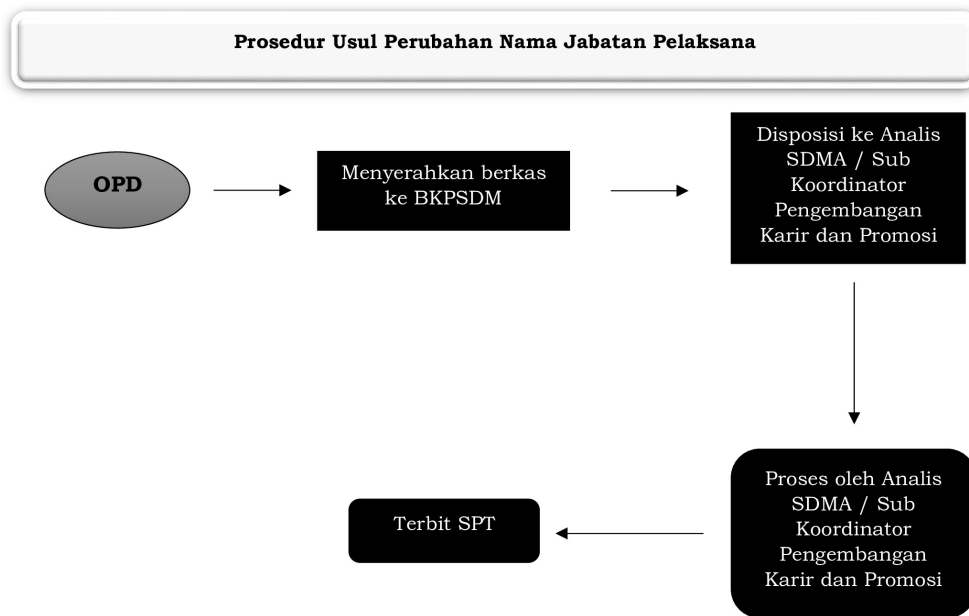 Prosedur Usul Perubahan Nama Jabatan Pelaksana
OPD
Menyerahkan berkas
ke BKPSDM
Disposisi ke Analis
SDMA / Sub
Koordinator
Pengembangan
Karir dan Promosi
Proses oleh Analis
SDMA / Sub
Koordinator
Pengembangan
Karir dan Promosi
Terbit SPT